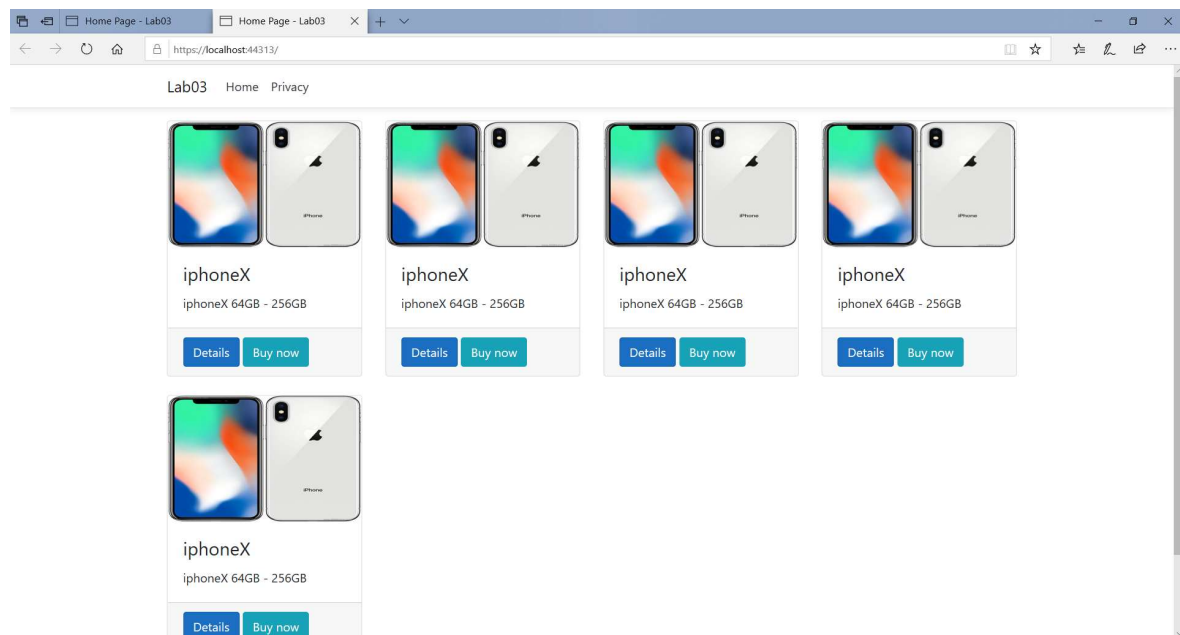 Home Page - Lab03
Home Page - Lab03
https://localhost:44313/
Lab03 Home Privacy
iPhone iPhone iPhone iPhone
iphoneX iphoneX iphoneX iphoneX
iphoneX 64GB - 256GB iphoneX 64GB - 256GB iphoneX 64GB - 256GB iphoneX 64GB - 256GB
Details Buy now Details Buy now Details Buy now Details Buy now
iPhone
iphoneX
iphoneX 64GB - 256GB
Details Buy now